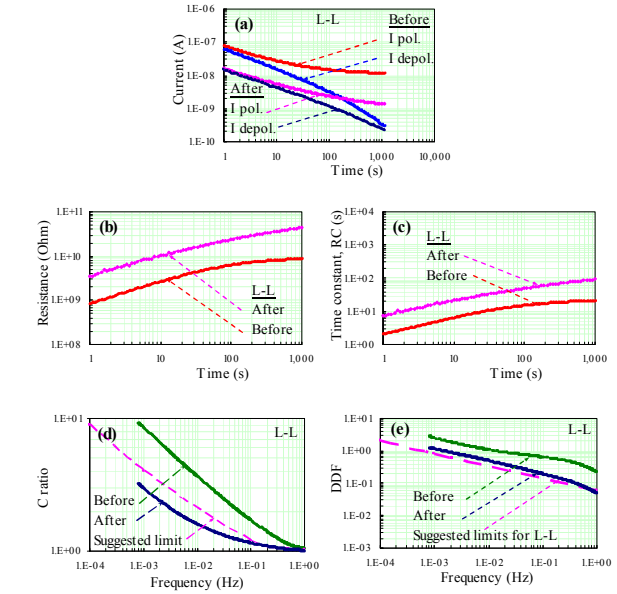 1.E-06
(a)
L-L
Before
I pol.
I depol.
1.E-07
1.E-08
1.E-09
1.E-10
Current (A)
After
I pol.
I depol.
1
10
100
1,000
10,000
Time (s)
(b)
1.E+11
1.E+10
1.E+09
1.E+08
Resistance (Ohm)
L-L
After
Before
1
10
100
1,000
Time (s)
(c)
1.E+04
1.E+03
1.E+02
1.E+01
1.E+00
Time constant, RC (s)
L-L
After
Before
1
10
100
1,000
Time (s)
(d)
L-L
1.E+01
1.E+00
C ratio
Before
After
Suggested limit
1.E-04
1.E-03
1.E-02
1.E-01
1.E+00
Frequency (Hz)
(e)
L-L
1.E+01
1.E+00
1.E-01
1.E-02
1.E-03
DDF
Before
After
Suggested limits for L-L
1.E-04
1.E-03
1.E-02
1.E-01
1.E+00
Frequency (Hz)